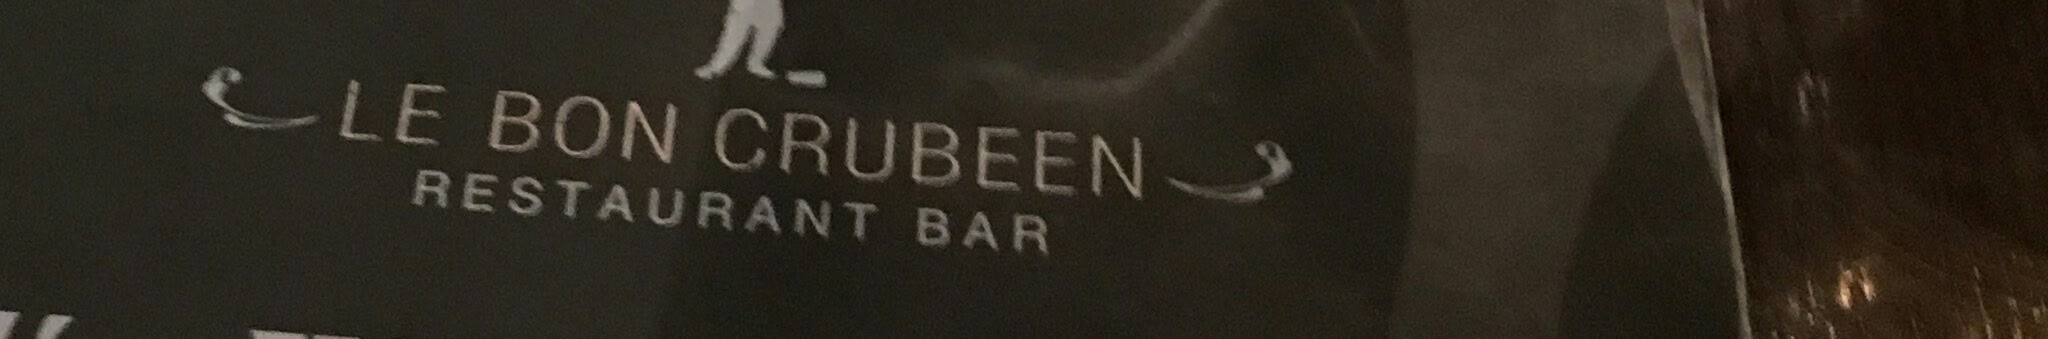 LE BON CRUBEEN
RESTAURANT BAR